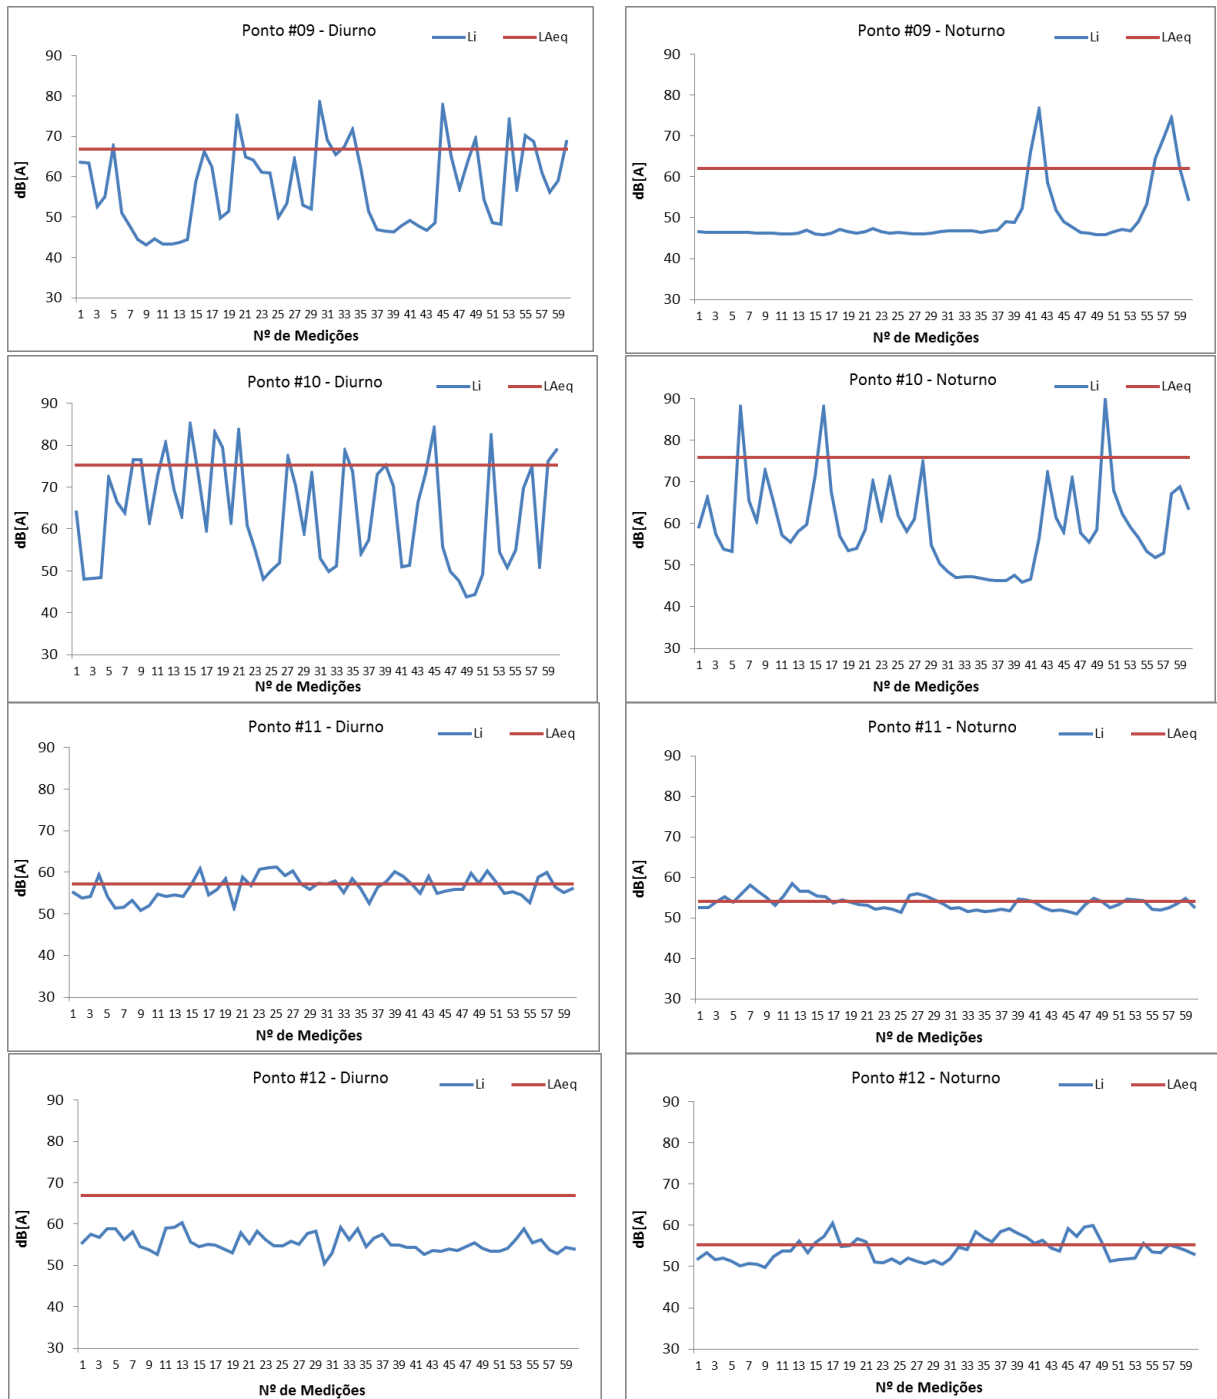 Ponto #09 - Diurno
Li LAeq
90
80
70
60
50
40
30
dB[A]
1 3 5 7 9 11 13 15 17 19 21 23 25 27 29 31 33 35 37 39 41 43 45 47 49 51 53 55 57 59
Nº de Medições
Ponto #09 - Noturno
Li LAeq
90
80
70
60
50
40
30
dB[A]
1 3 5 7 9 11 13 15 17 19 21 23 25 27 29 31 33 35 37 39 41 43 45 47 49 51 53 55 57 59
Nº de Medições
Ponto #10 - Diurno
Li LAeq
90
80
70
60
50
40
30
dB[A]
1 3 5 7 9 11 13 15 17 19 21 23 25 27 29 31 33 35 37 39 41 43 45 47 49 51 53 55 57 59
Nº de Medições
Ponto #10 - Noturno
Li LAeq
90
80
70
60
50
40
30
dB[A]
1 3 5 7 9 11 13 15 17 19 21 23 25 27 29 31 33 35 37 39 41 43 45 47 49 51 53 55 57 59
Nº de Medições
Ponto #11 - Diurno
Li LAeq
90
80
70
60
50
40
30
dB[A]
1 3 5 7 9 11 13 15 17 19 21 23 25 27 29 31 33 35 37 39 41 43 45 47 49 51 53 55 57 59
Nº de Medições
Ponto #11 - Noturno
Li LAeq
90
80
70
60
50
40
30
dB[A]
1 3 5 7 9 11 13 15 17 19 21 23 25 27 29 31 33 35 37 39 41 43 45 47 49 51 53 55 57 59
Nº de Medições
Ponto #12 - Diurno
Li LAeq
90
80
70
60
50
40
30
dB[A]
1 3 5 7 9 11 13 15 17 19 21 23 25 27 29 31 33 35 37 39 41 43 45 47 49 51 53 55 57 59
Nº de Medições
Ponto #12 - Noturno
Li LAeq
90
80
70
60
50
40
30
dB[A]
1 3 5 7 9 11 13 15 17 19 21 23 25 27 29 31 33 35 37 39 41 43 45 47 49 51 53 55 57 59
Nº de Medições